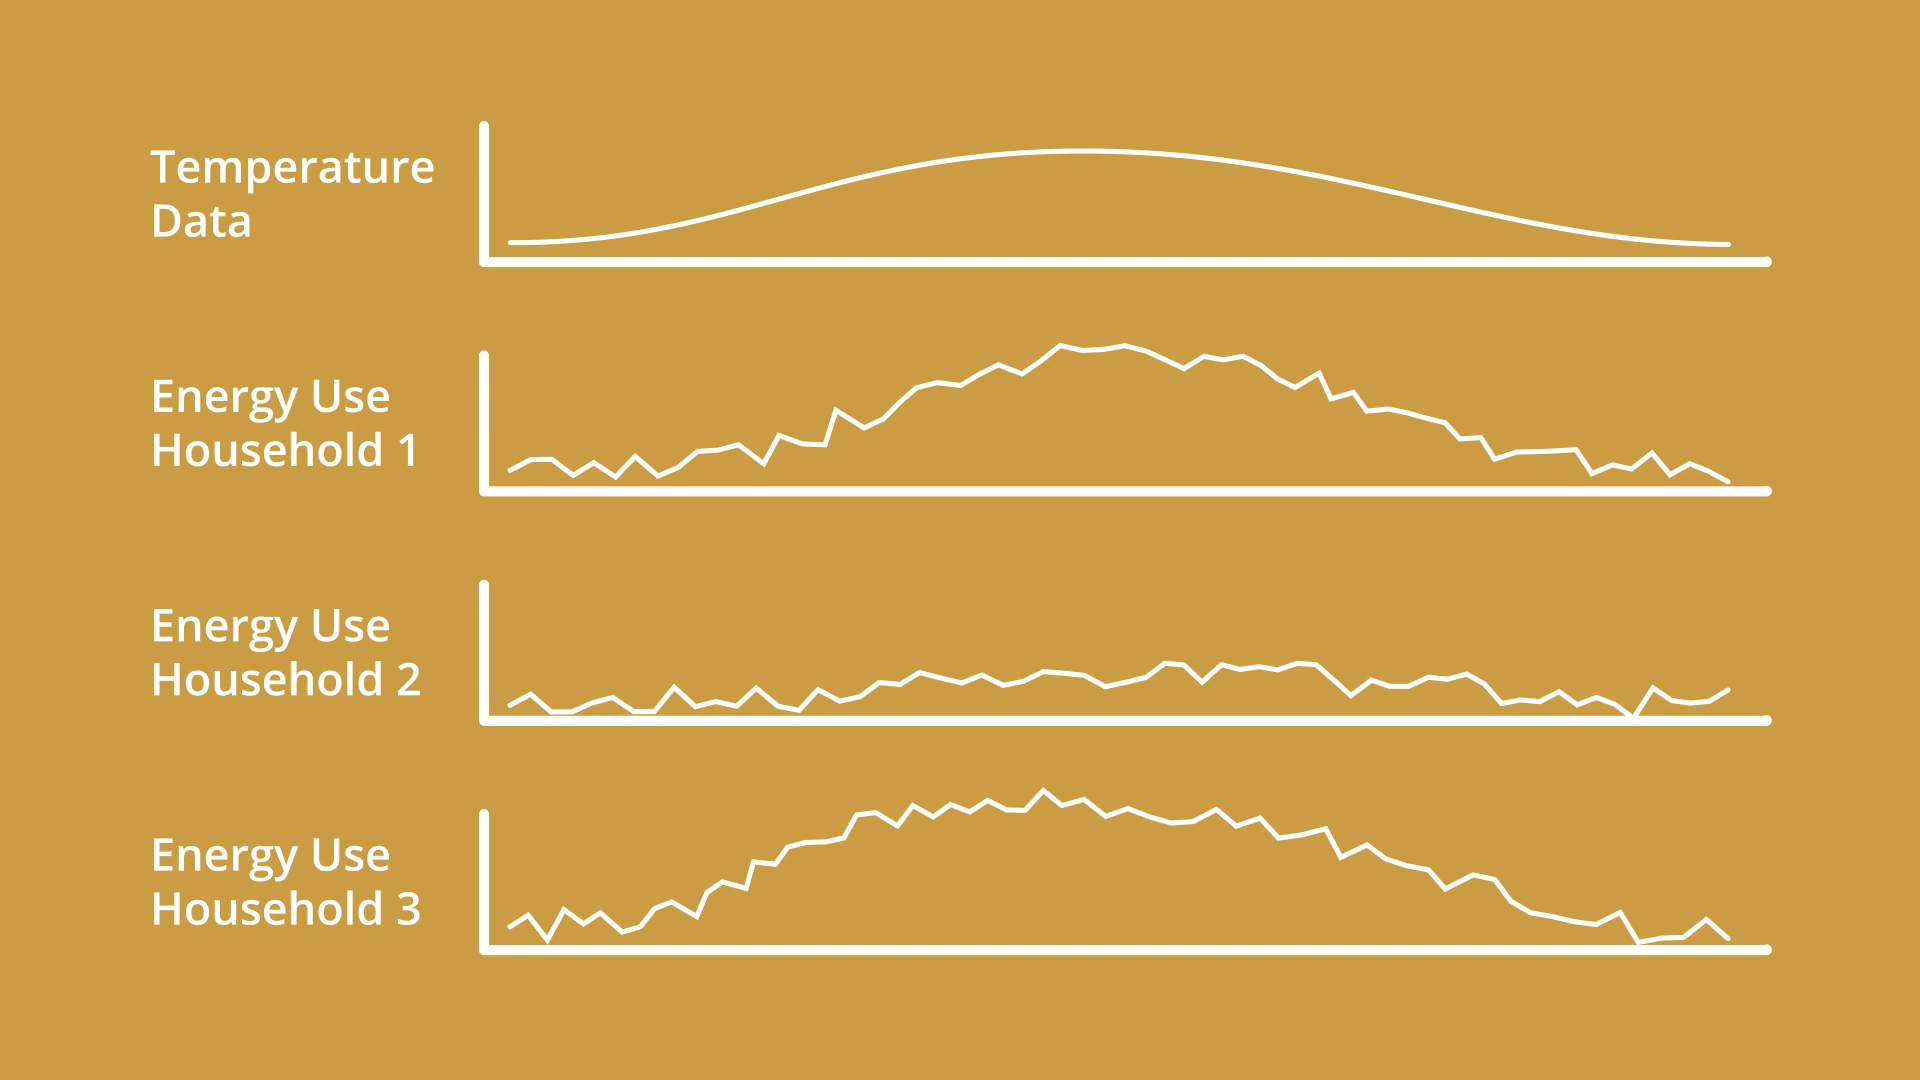 Temperature
Data
Energy Use
Household 1
Energy Use
Household 2
Energy Use
Household 3